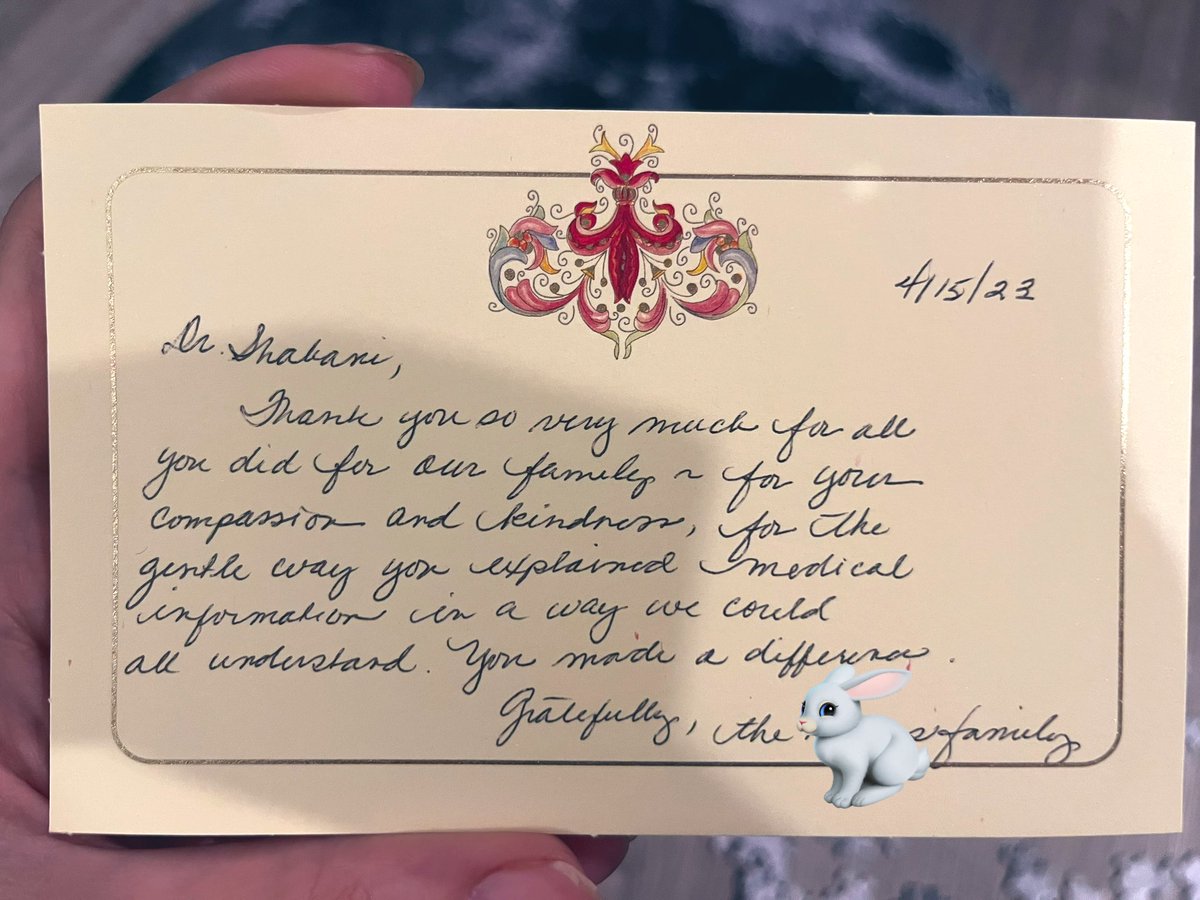 4/15/23
Dr. Shabani,
Thank you so very much for all
you did for our family ~ for your
compassion and kindness, for the
gentle way you explained medical
information in a way we could
all understand. You made a difference.
Gratefully, the family